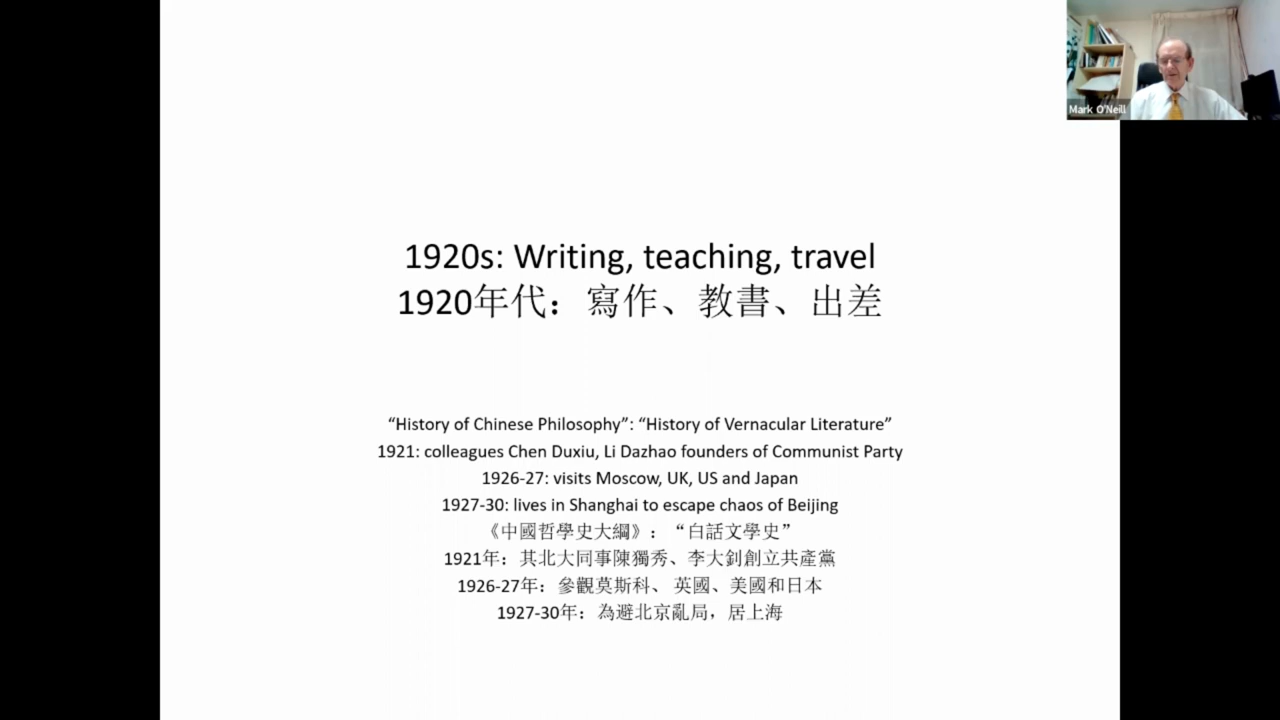 Mark O'Neill
1920s: Writing, teaching, travel
1920年代：寫作、教書、出差
“History of Chinese Philosophy”: “History of Vernacular Literature”
1921: colleagues Chen Duxiu, Li Dazhao founders of Communist Party
1926-27: visits Moscow, UK, US and Japan
1927-30: lives in Shanghai to escape chaos of Beijing
《中國哲學史大綱》：“白話文學史”
1921年：其北大同事陳獨秀、李大釗創立共產黨
1926-27年：參觀莫斯科、 英國、美國和日本
1927-30年：為避北京亂局，居上海